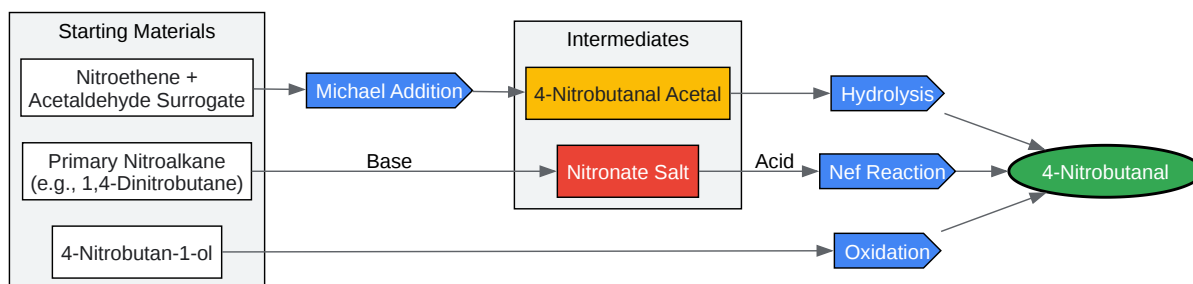 Starting Materials
Nitroethene +
Acetaldehyde Surrogate
Michael Addition
Intermediates
4-Nitrobutanal Acetal
Hydrolysis
Primary Nitroalkane
(e.g., 1,4-Dinitrobutane)
Base
Nitronate Salt
Acid
Nef Reaction
4-Nitrobutanal
4-Nitrobutan-1-ol
Oxidation